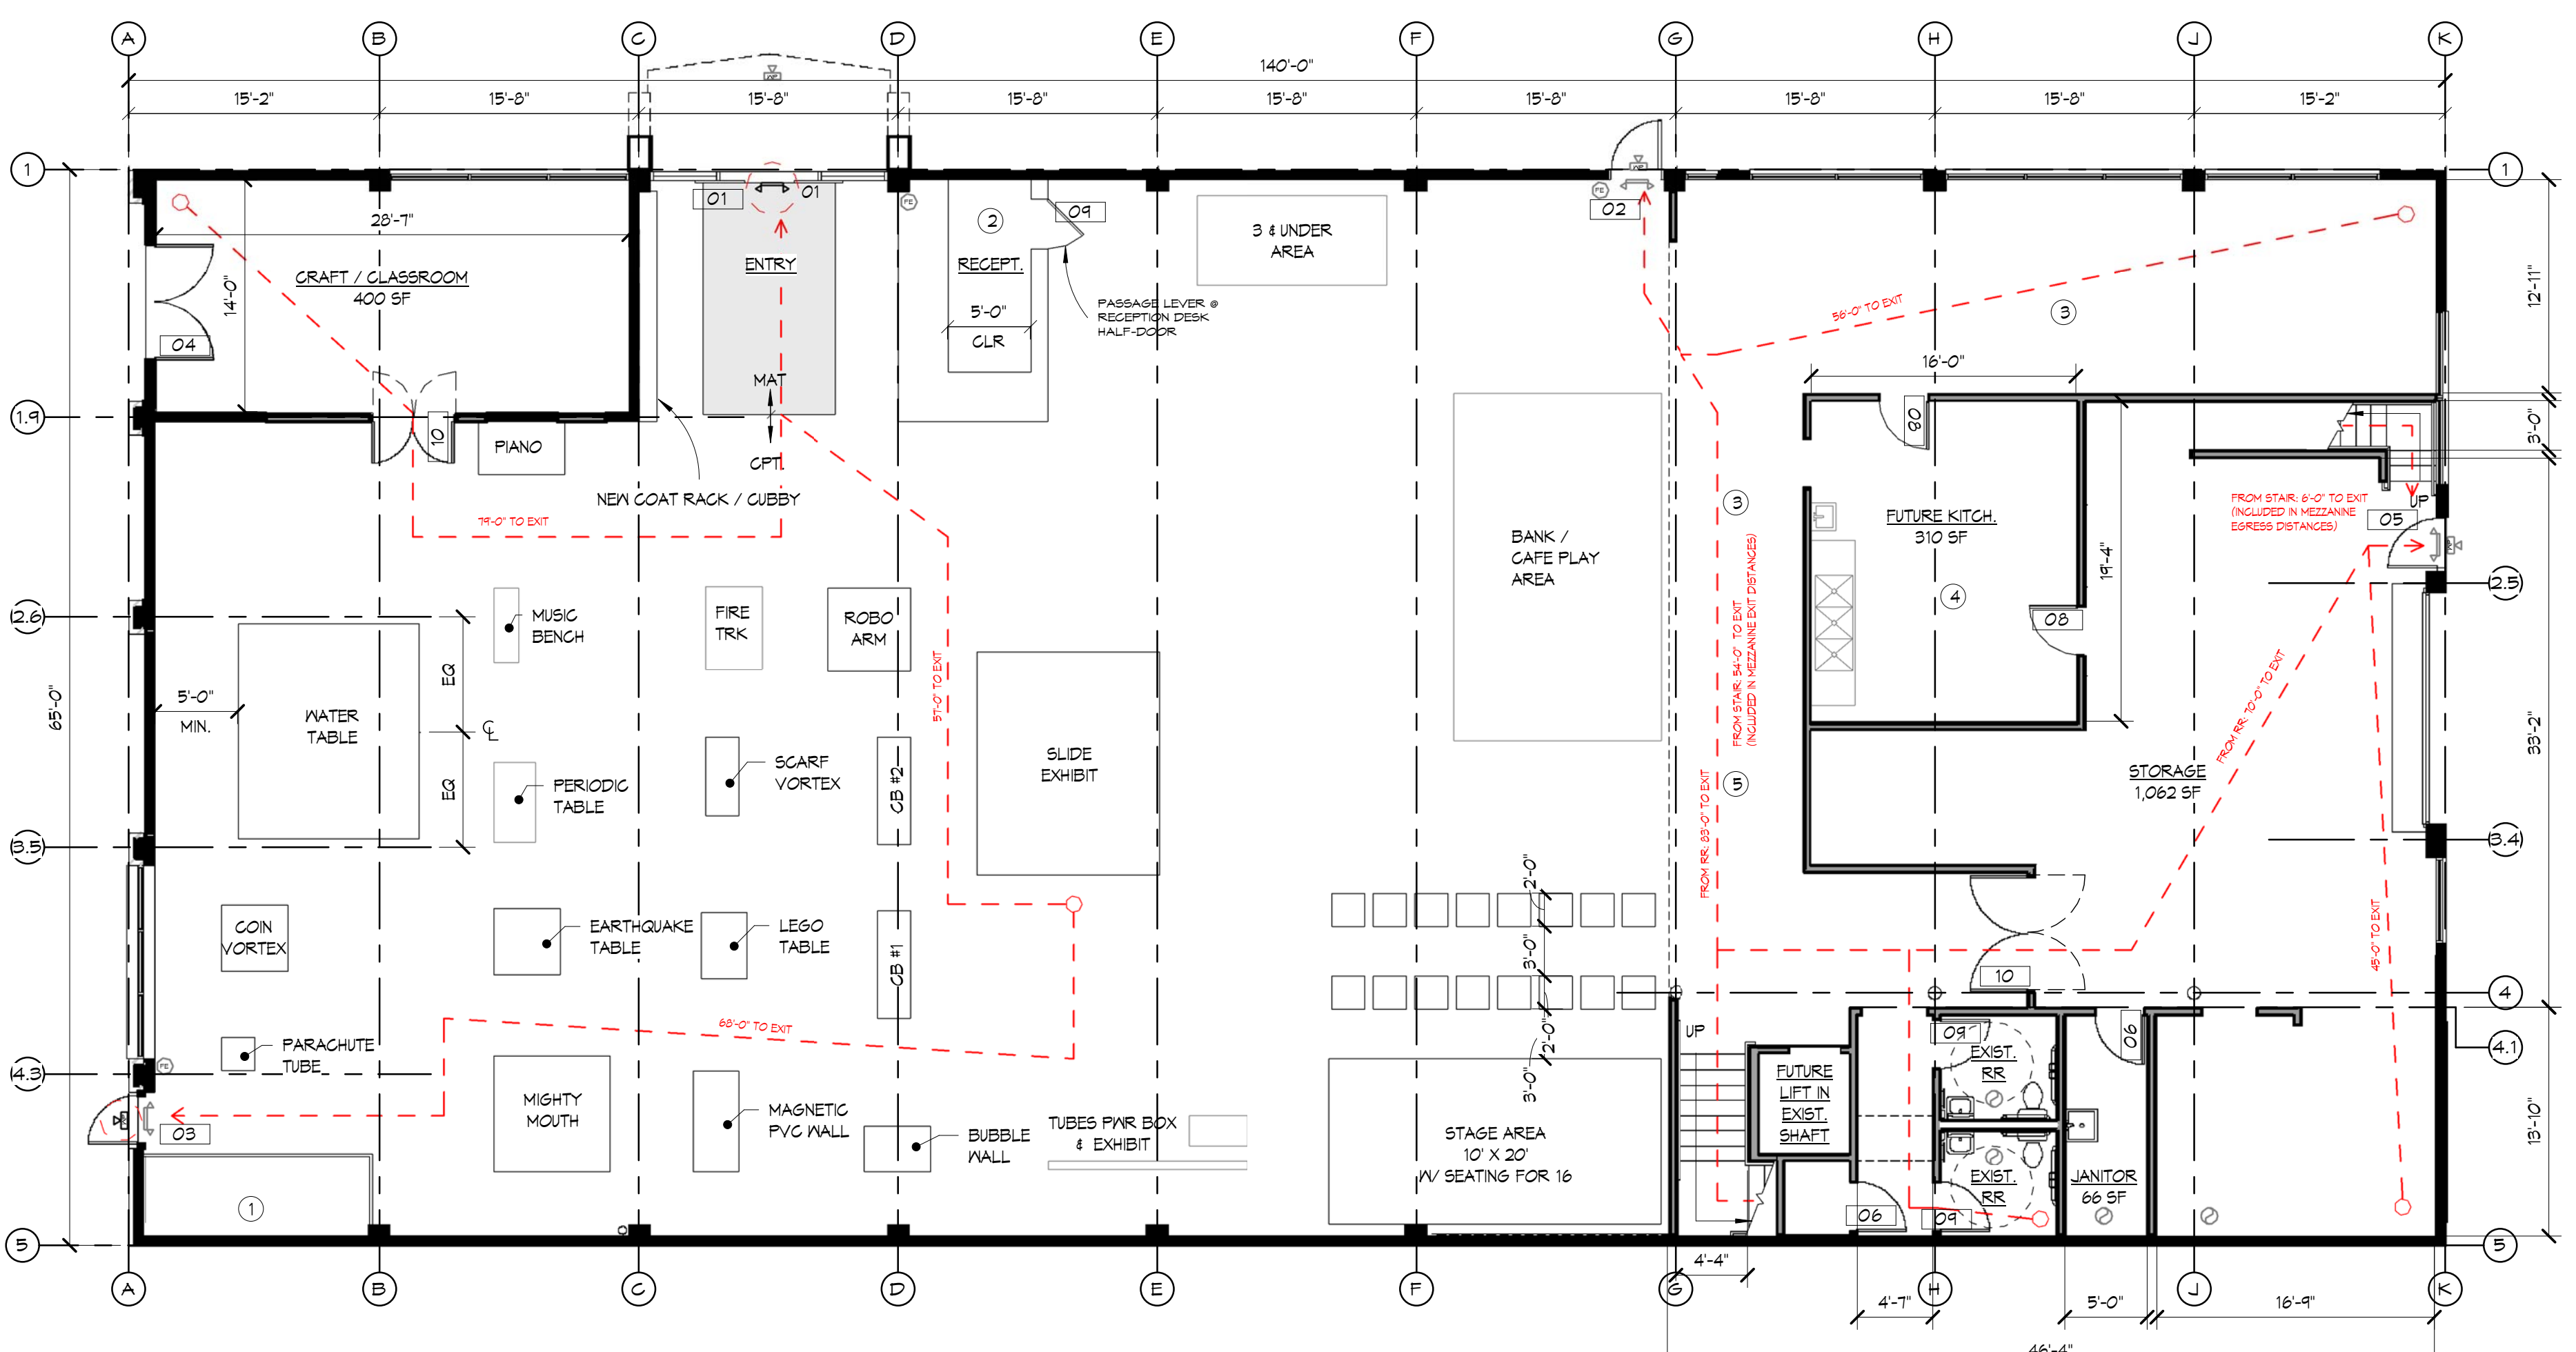 A B C D E F G H J K
140'-0"
15'-2" 15'-8" 15'-8" 15'-8" 15'-8" 15'-8" 15'-8" 15'-8" 15'-2"
1
1
FE
FE
02
01
01
09
2
28'-7"
3 & UNDER
AREA
ENTRY
RECEPT.
CRAFT / CLASSROOM
400 SF
14'-0"
12'-11"
PASSAGE LEVER @
RECEPTION DESK
HALF-DOOR
5'-0"
CLR
56'-0" TO EXIT
3
04
16'-0"
MAT
1.9
10
08
3'-0"
PIANO
CPT.
NEW COAT RACK / CUBBY
79'-0" TO EXIT
3
FROM STAIR: 6'-0" TO EXIT
(INCLUDED IN MEZZANINE
EGRESS DISTANCES)
UP
05
FUTURE KITCH.
310 SF
BANK /
CAFE PLAY
AREA
19'-4"
2.6
2.5
MUSIC
BENCH
FIRE
TRK
ROBO
ARM
4
08
FROM STAIR: 54'-0" TO EXIT
(INCLUDED IN MEZZANINE EXIT DISTANCES)
EQ
57'-0" TO EXIT
FROM RR: 70'-0" TO EXIT
65'-0"
5'-0"
MIN.
WATER
TABLE
CL
33'-2"
SLIDE
EXHIBIT
SCARF
VORTEX
CB #2
PERIODIC
TABLE
EQ
5
STORAGE
1,062 SF
FROM RR: 83'-0" TO EXIT
3.5
3.4
2'-0"
COIN
VORTEX
EARTHQUAKE
TABLE
LEGO
TABLE
CB #1
3'-0"
45'-0" TO EXIT
10
4
68'-0" TO EXIT
UP
2'-0"
09
06
4.1
PARACHUTE
TUBE
FE
4.3
3'-0"
EXIST.
RR
FUTURE
LIFT IN
EXIST.
SHAFT
MIGHTY
MOUTH
MAGNETIC
PVC WALL
TUBES PWR BOX
& EXHIBIT
BUBBLE
WALL
STAGE AREA
10' X 20'
W/ SEATING FOR 16
03
13'-10"
EXIST.
RR
JANITOR
66 SF
1
06
09
5
5
4'-4"
A B C D E F G H J K
4'-7"
5'-0"
16'-9"
46'-4"